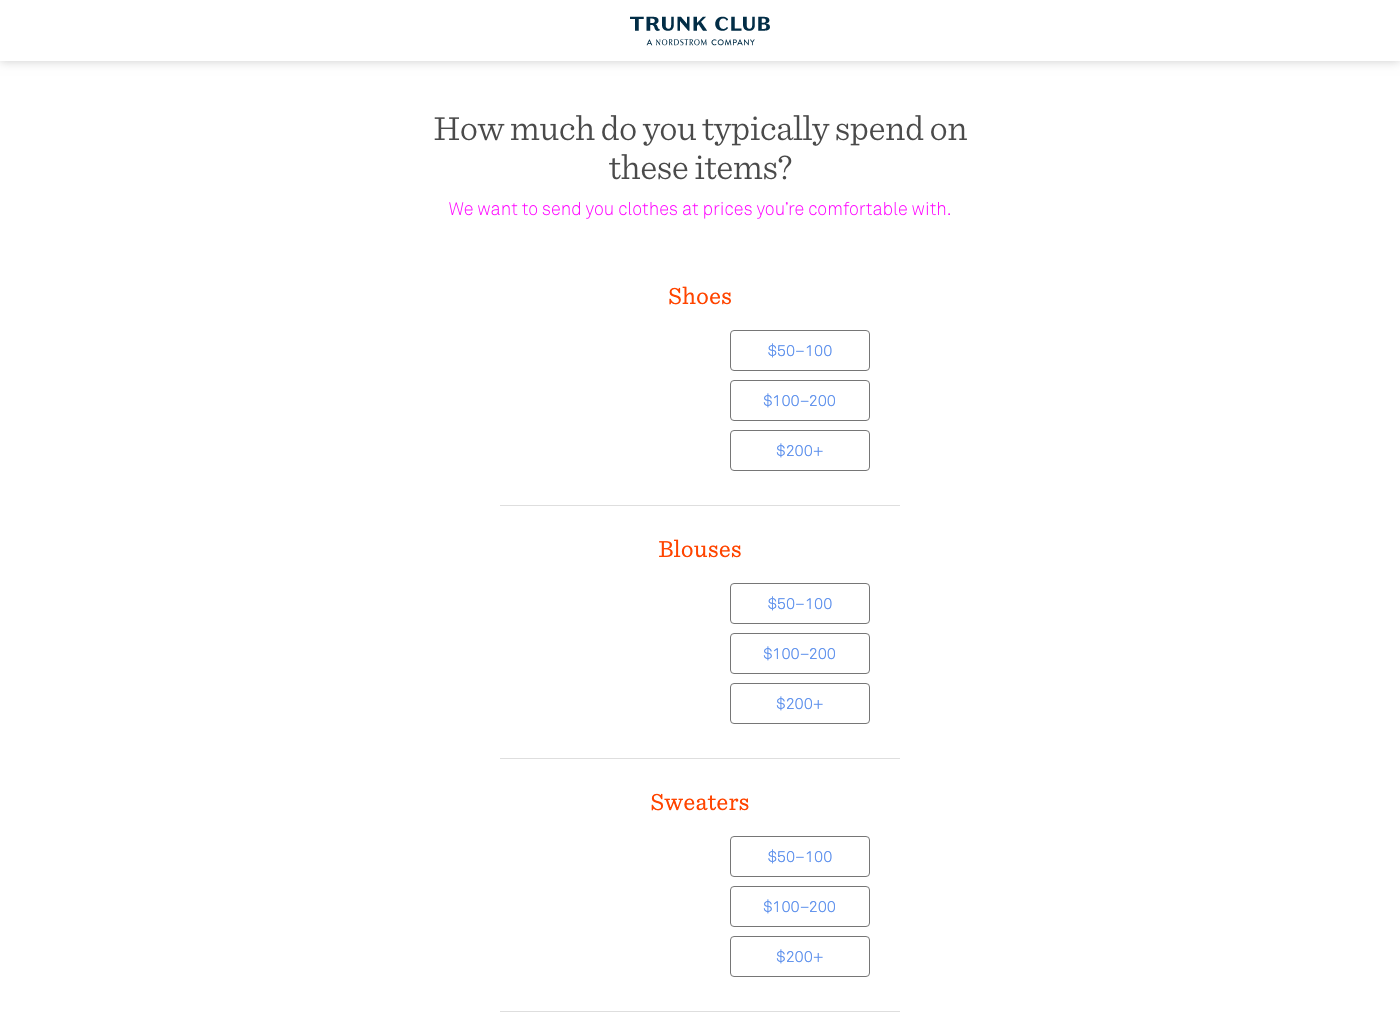 TRUNK CLUB
A NORDSTROM COMPANY
How much do you typically spend on
these items?
We want to send you clothes at prices you're comfortable with.
Shoes
$50–100
$100–200
$200+
Blouses
$50–100
$100–200
$200+
Sweaters
$50–100
$100–200
$200+